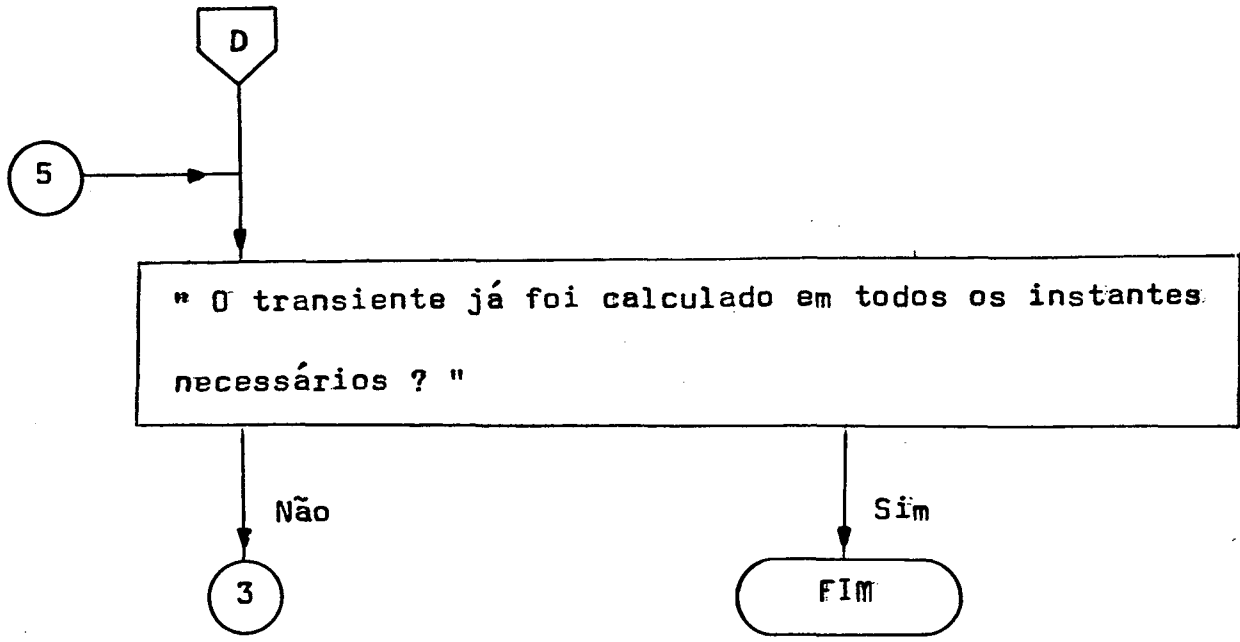 D
5
" O transiente já foi calculado em todos os instantes
necessários ? "
Não
Sim
3
FIM